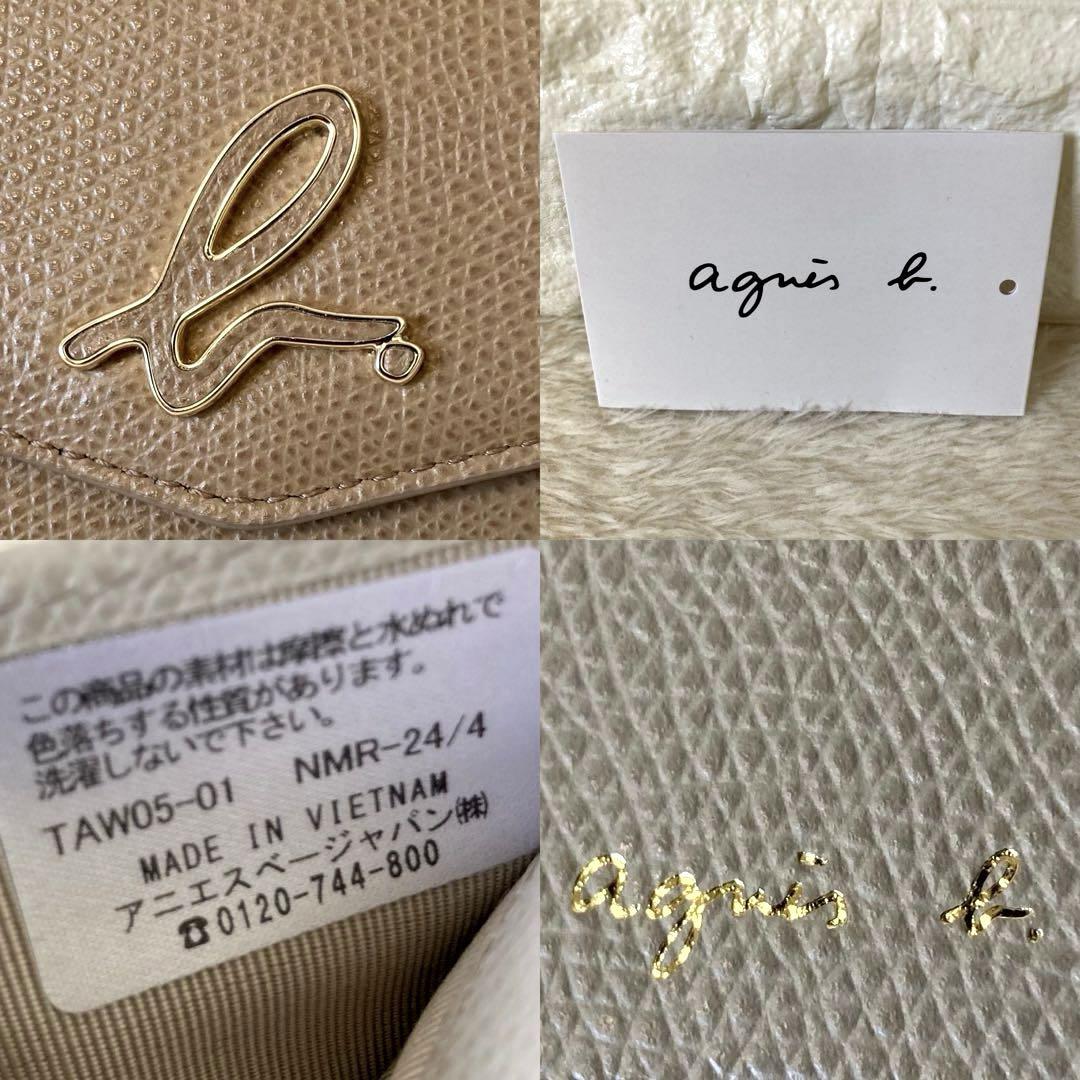 b.
agnès b.
この商品の素材は摩擦と水ぬれで
色落ちする性質があります。
洗濯しないで下さい。
TAW05-01 NMR-24/4
MADE IN VIETNAM
アニエスベージャパン㈱
☎0120-744-800
agnès b.